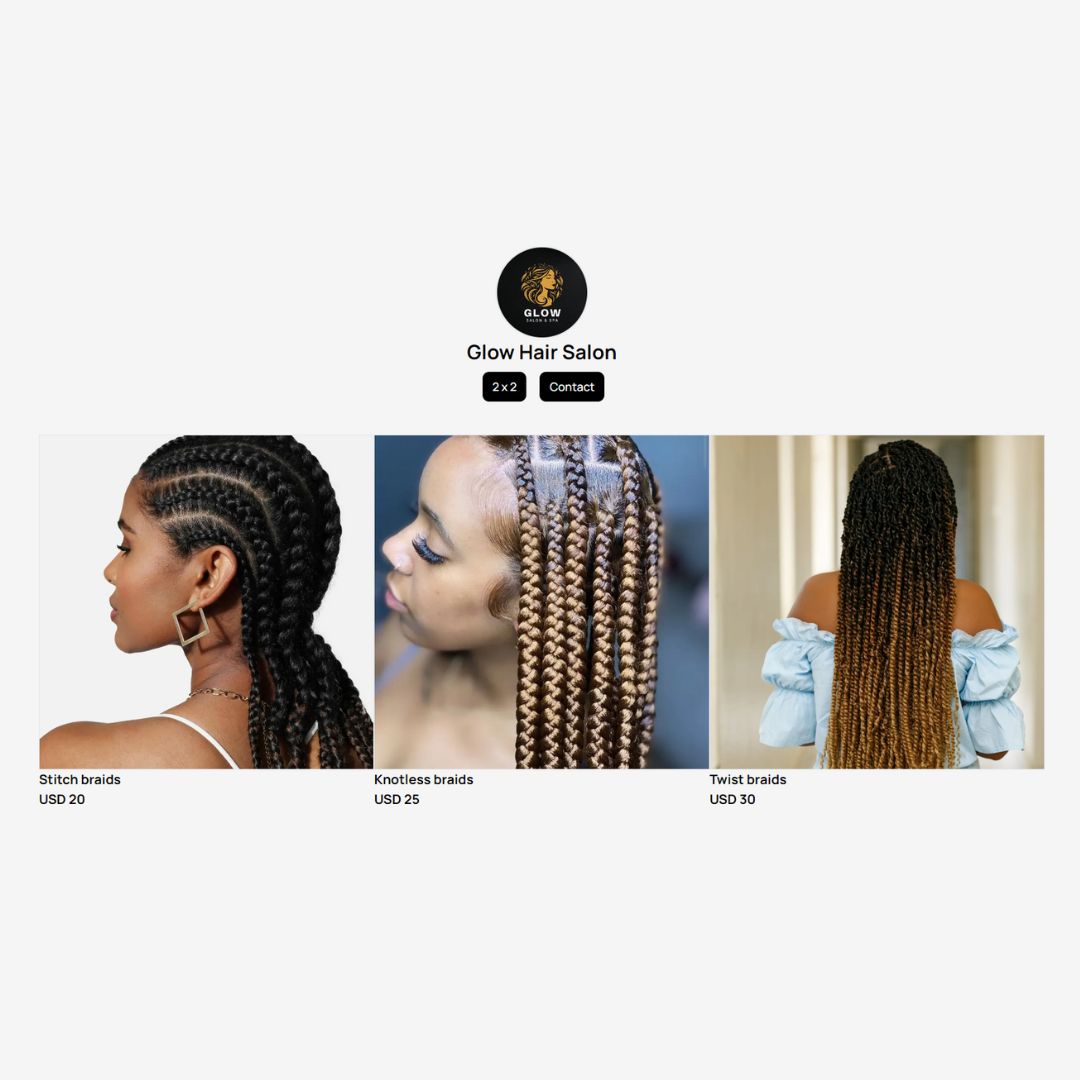 GLOW
SALON & SPA
Glow Hair Salon
2 x 2
Contact
Stitch braids
USD 20
Knotless braids
USD 25
Twist braids
USD 30